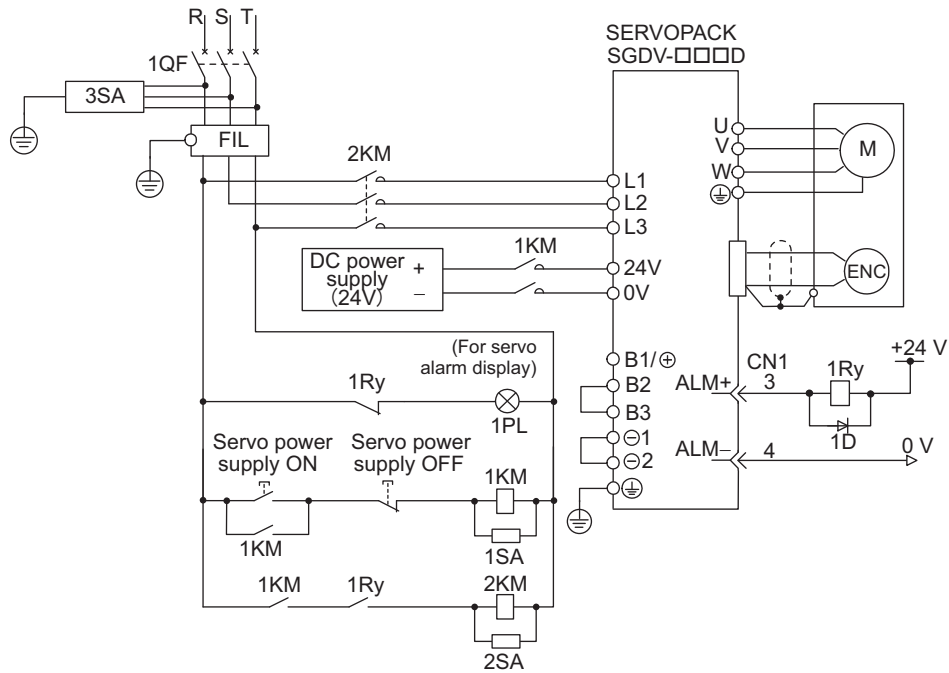 R S T
1QF
3SA
FIL
2KM
SERVOPACK
SGDV-□□□D
U
V
W
M
L1
L2
L3
1KM
DC power
supply
(24V)
+
−
24V
0V
ENC
(For servo
alarm display)
1Ry
1PL
B1/⊕
B2
B3
⊖1
⊖2
ALM+
CN1
3
1Ry
+24 V
1D
ALM−
4
0 V
Servo power
supply ON
Servo power
supply OFF
1KM
1KM
1SA
1KM
1Ry
2KM
2SA